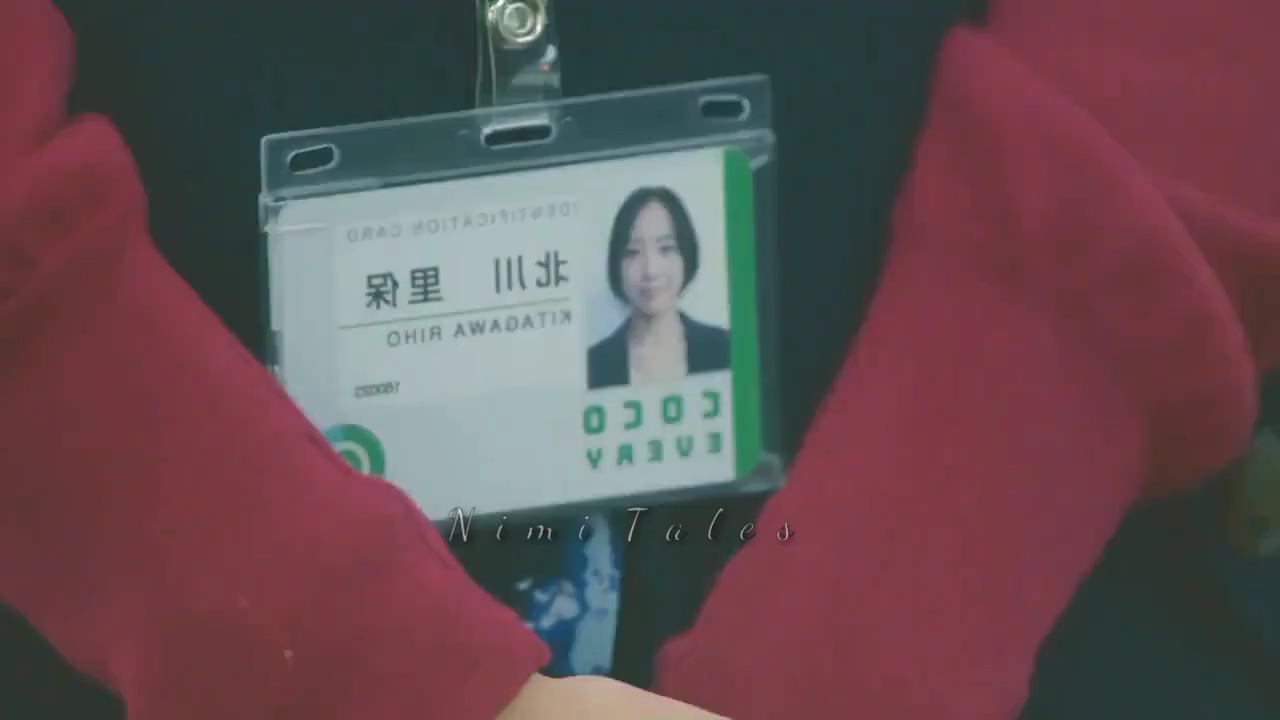 IDENTIFICATION CARD
北川 里保
KITAGAWA RIHO
COCO
EVERY
Nimi Tales